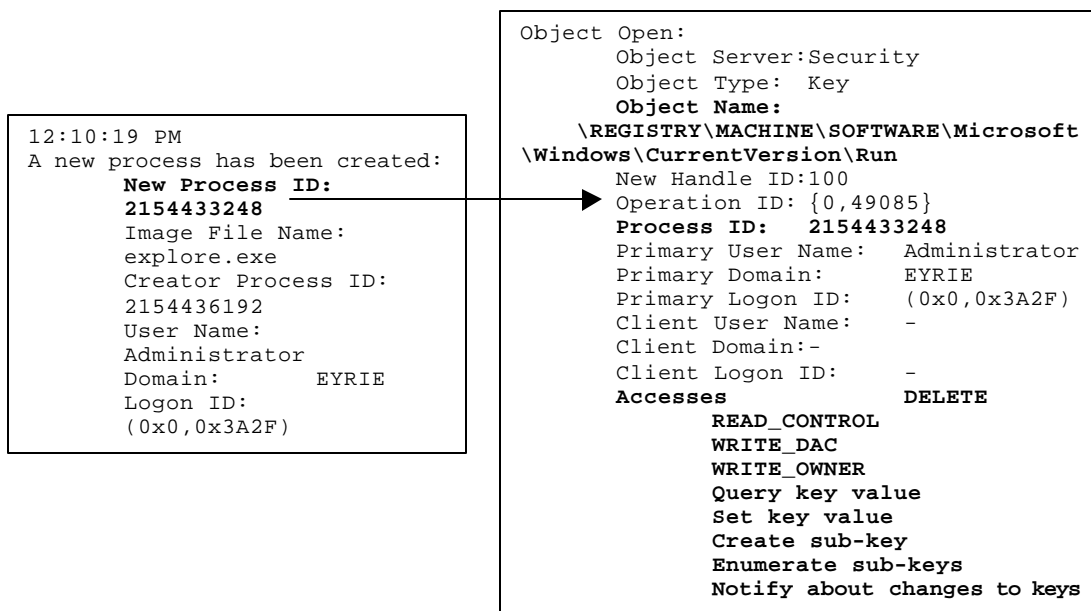 12:10:19 PM
A new process has been created:
New Process ID:
2154433248
Image File Name:
explore.exe
Creator Process ID:
2154436192
User Name:
Administrator
Domain: EYRIE
Logon ID:
(0x0,0x3A2F)
Object Open:
Object Server:Security
Object Type: Key
Object Name:
\REGISTRY\MACHINE\SOFTWARE\Microsoft
\Windows\CurrentVersion\Run
New Handle ID:100
Operation ID: {0,49085}
Process ID: 2154433248
Primary User Name: Administrator
Primary Domain: EYRIE
Primary Logon ID: (0x0,0x3A2F)
Client User Name: -
Client Domain:-
Client Logon ID: -
Accesses DELETE
READ_CONTROL
WRITE_DAC
WRITE_OWNER
Query key value
Set key value
Create sub-key
Enumerate sub-keys
Notify about changes to keys